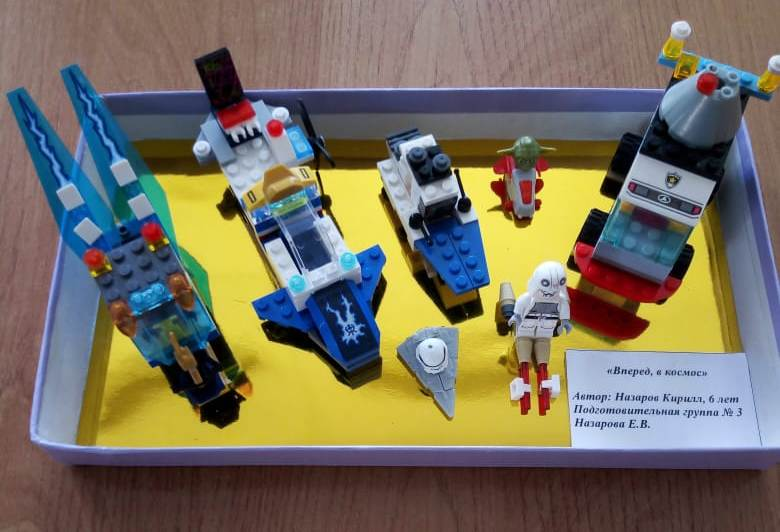 «Вперед, в космос»
Автор: Назаров Кирилл, 6 лет
Подготовительная группа № 3
Назарова Е.В.